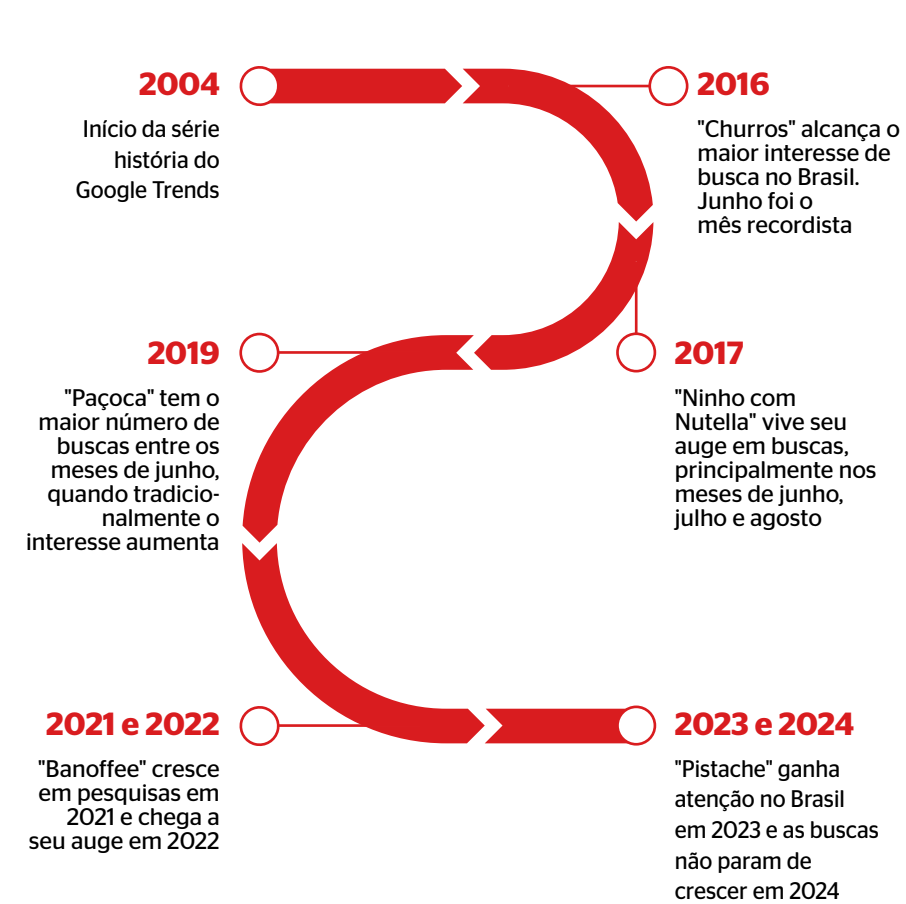 2004
Início da série
história do
Google Trends
2016
"Churros" alcança o
maior interesse de
busca no Brasil.
Junho foi o
mês recordista
2017
"Ninho com
Nutella" vive seu
auge em buscas,
principalmente nos
meses de junho,
julho e agosto
2019
"Paçoca" tem o
maior número de
buscas entre os
meses de junho,
quando tradicio-
nalmente o
interesse aumenta
2021 e 2022
"Banoffee" cresce
em pesquisas em
2021 e chega a
seu auge em 2022
2023 e 2024
"Pistache" ganha
atenção no Brasil
em 2023 e as buscas
não param de
crescer em 2024